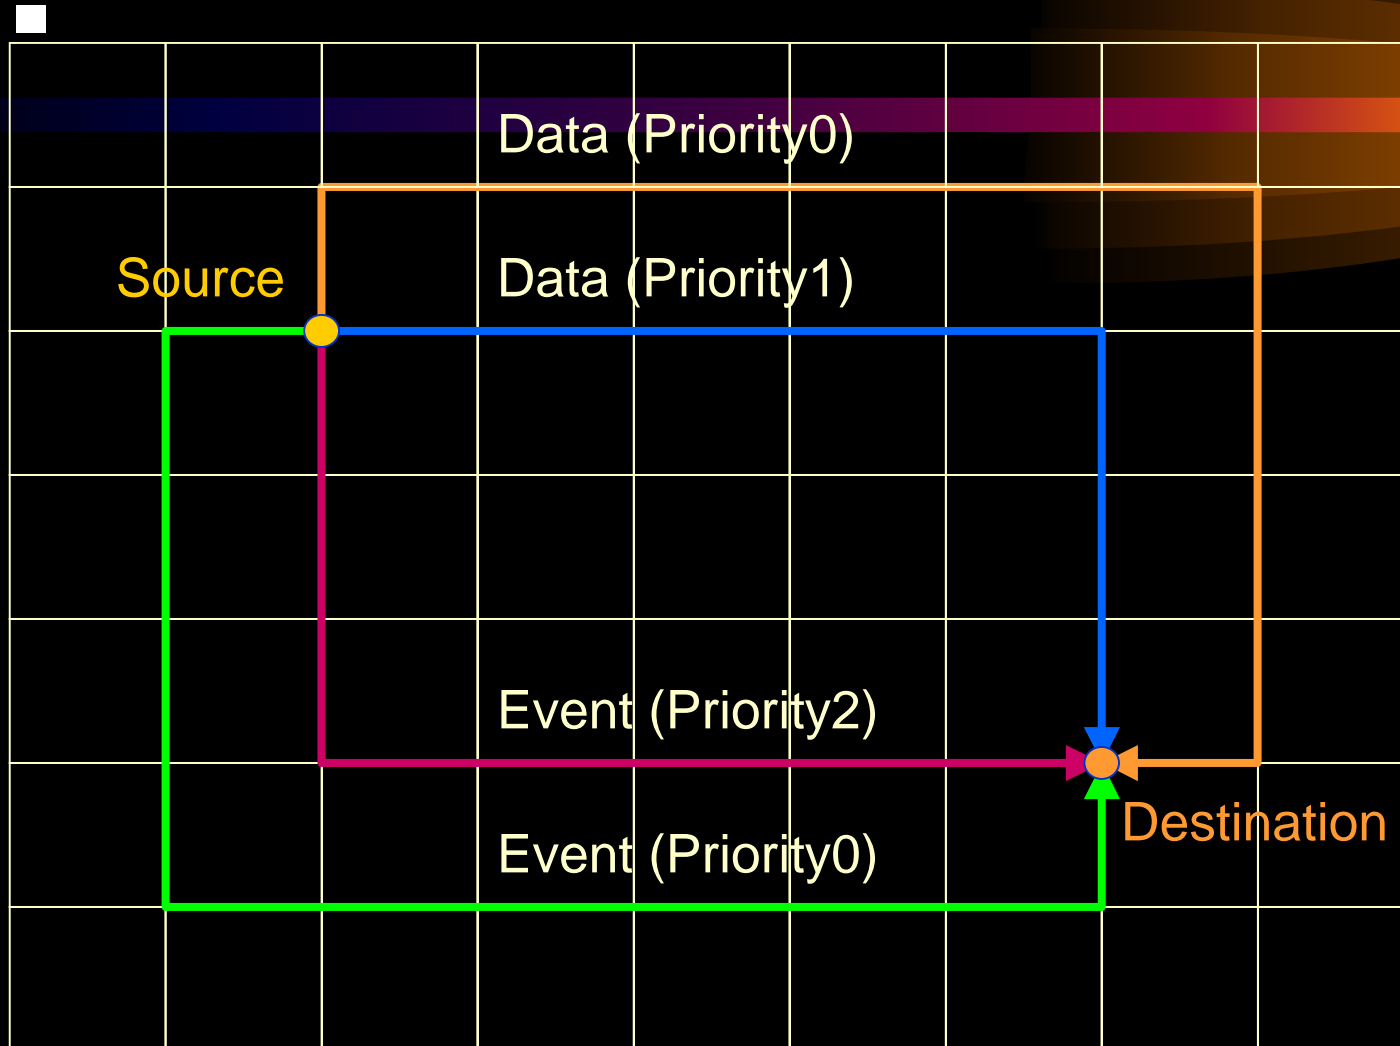 Data (Priority0)
Source
Data (Priority1)
Event (Priority2)
Destination
Event (Priority0)